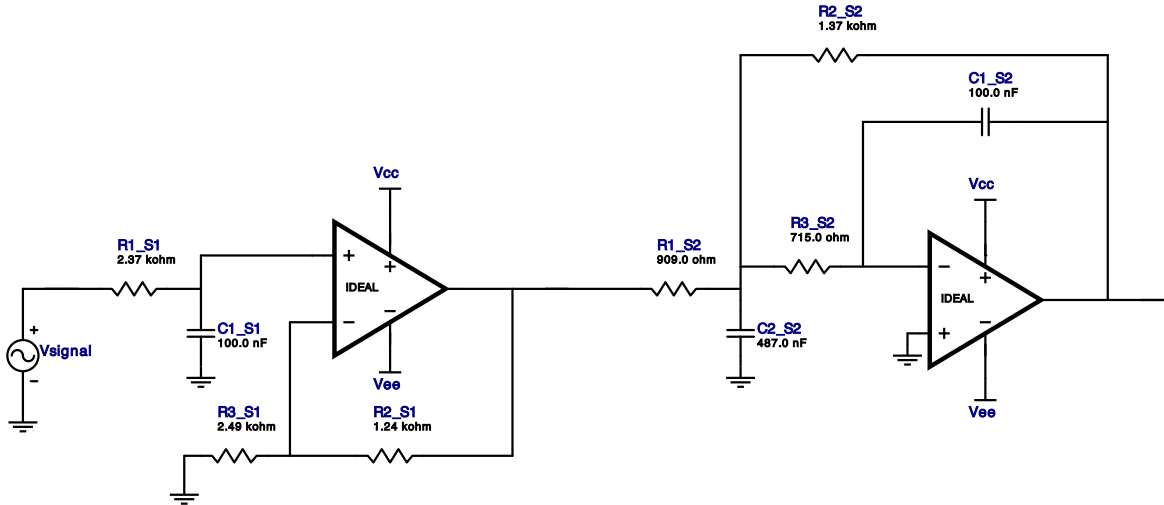 R2_S2
1.37 kohm
C1_S2
100.0 nF
Vcc
Vcc
R1_S1
2.37 kohm
R1_S2
909.0 ohm
R3_S2
715.0 ohm
+
+
IDEAL
−
−
−
+
IDEAL
−
+
+
Vsignal
−
C1_S1
100.0 nF
C2_S2
487.0 nF
Vee
Vee
R3_S1
2.49 kohm
R2_S1
1.24 kohm